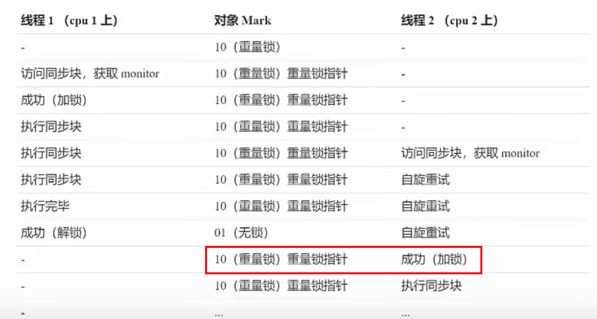 线程 1 （cpu 1 上） 对象 Mark 线程 2 （cpu 2 上）
- 10（重量锁） -
访问同步块，获取 monitor 10（重量锁）重量锁指针 -
成功（加锁） 10（重量锁）重量锁指针 -
执行同步块 10（重量锁）重量锁指针 -
执行同步块 10（重量锁）重量锁指针 访问同步块，获取 monitor
执行同步块 10（重量锁）重量锁指针 自旋重试
执行完毕 10（重量锁）重量锁指针 自旋重试
成功（解锁） 01（无锁） 自旋重试
- 10（重量锁）重量锁指针 成功（加锁）
- 10（重量锁）重量锁指针 执行同步块
- ... ...